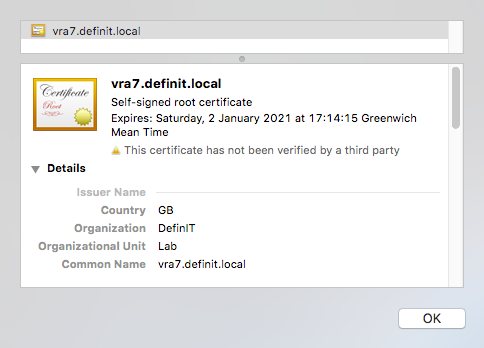 vra7.definit.local
Certificate
Root
vra7.definit.local
Self-signed root certificate
Expires: Saturday, 2 January 2021 at 17:14:15 Greenwich
Mean Time
This certificate has not been verified by a third party
Details
Issuer Name
Country GB
Organization DefinIT
Organizational Unit Lab
Common Name vra7.definit.local
OK